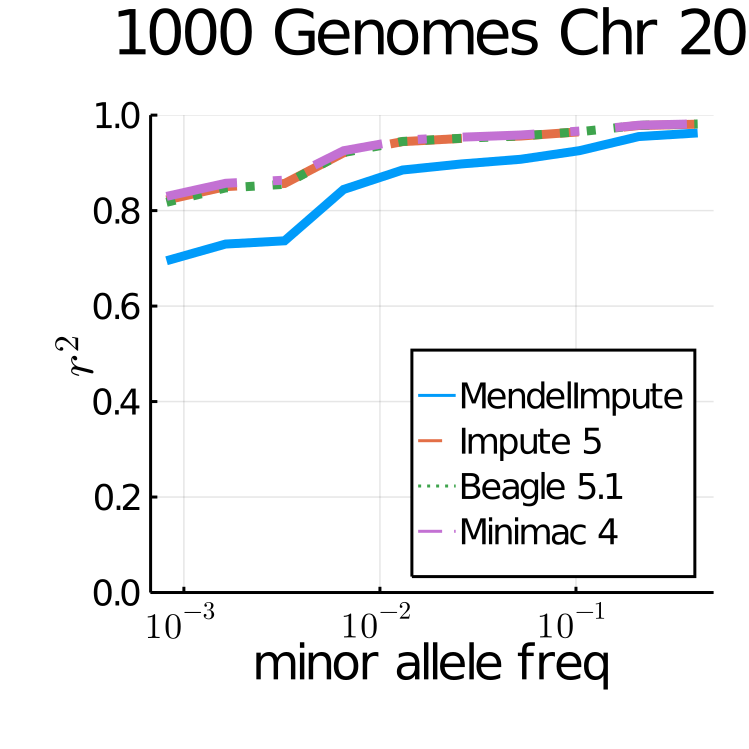 1000 Genomes Chr 20
1.0
0.8
0.6
0.4
0.2
0.0
r²
MendelImpute
Impute 5
Beagle 5.1
Minimac 4
10⁻³ 10⁻² 10⁻¹
minor allele freq